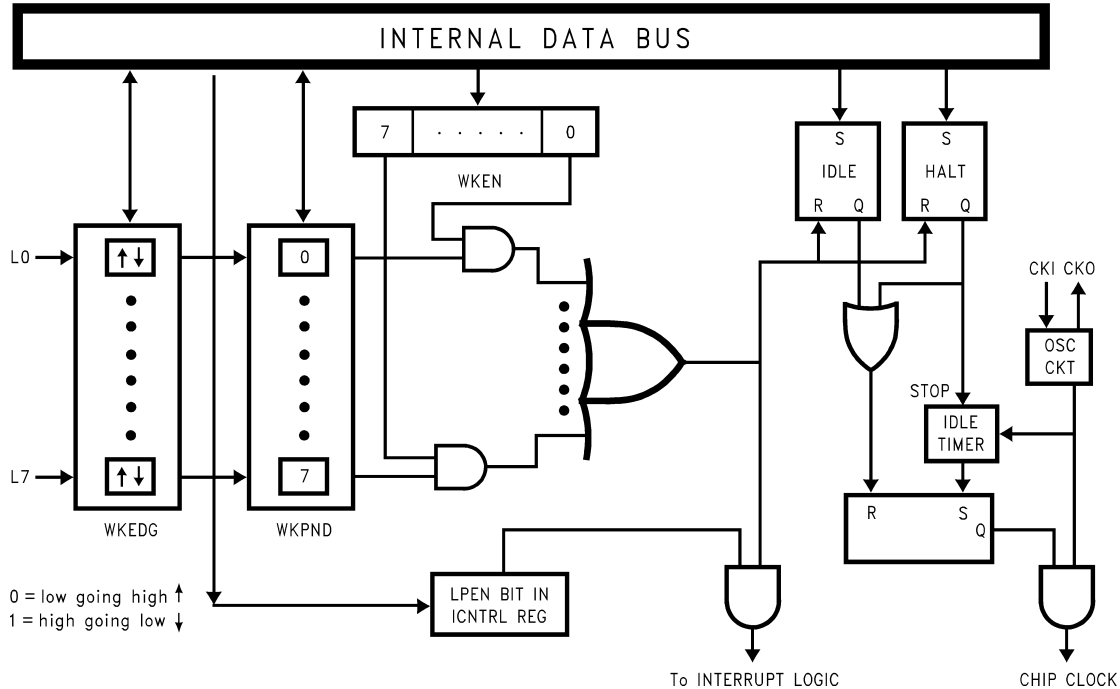 INTERNAL DATA BUS
7 · · · · · 0
WKEN
S
IDLE
R Q
S
HALT
R Q
L0
↑↓
0
CKI CKO
OSC
CKT
STOP
IDLE
TIMER
L7
↑↓
7
WKEDG
WKPND
R S
Q
LPEN BIT IN
ICNTRL REG
0 = low going high ↑
1 = high going low ↓
To INTERRUPT LOGIC
CHIP CLOCK